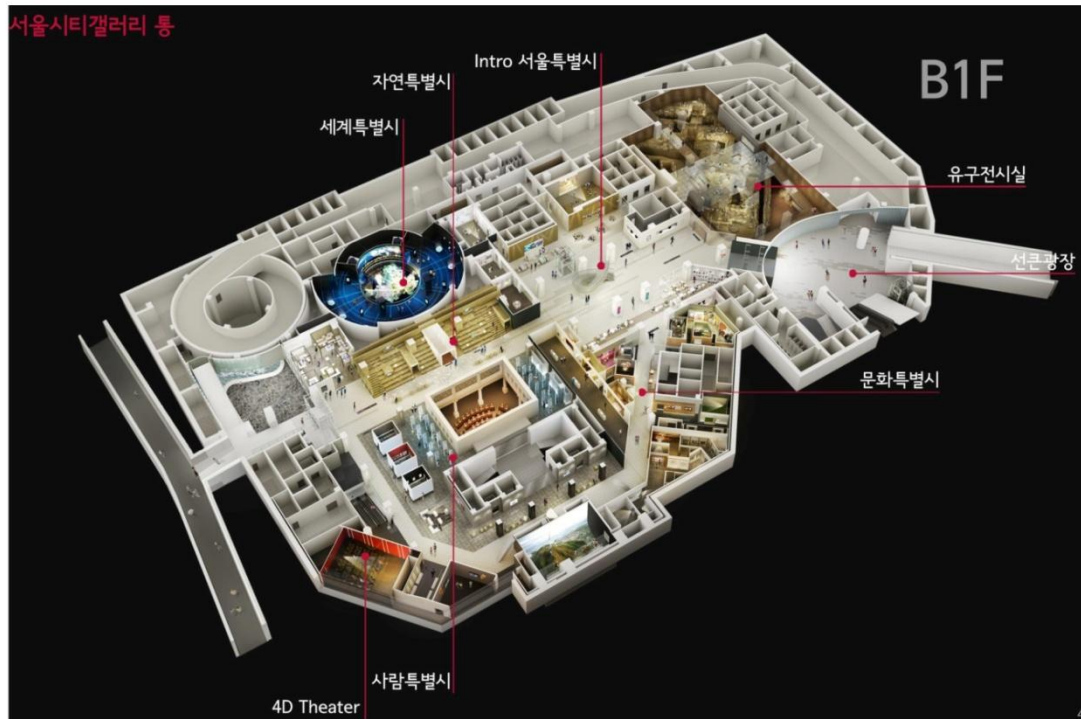 서울시티갤러리 통
Intro 서울특별시
B1F
자연특별시
세계특별시
유구전시실
선큰광장
문화특별시
사람특별시
4D Theater